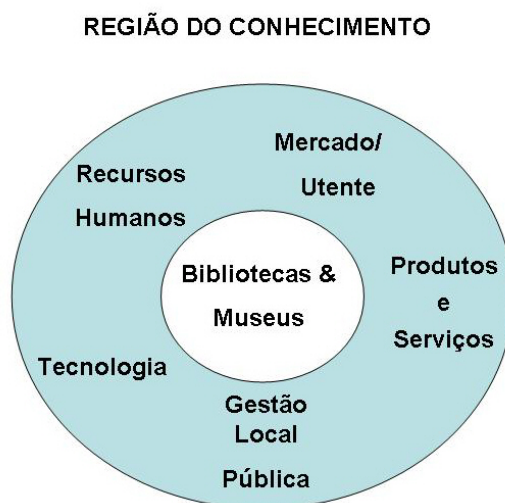 REGIÃO DO CONHECIMENTO
Mercado/
Utente
Recursos
Humanos
Bibliotecas &
Museus
Produtos
e
Serviços
Tecnologia
Gestão
Local
Pública